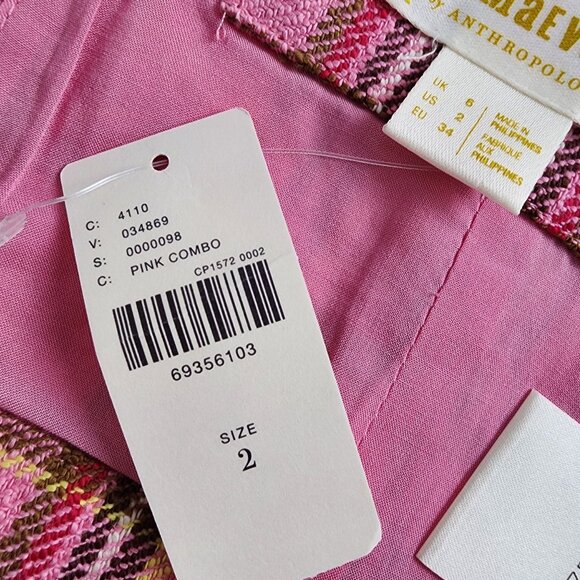 C: 4110
V: 034869
S: 0000098
C: PINK COMBO
CP1572 0002
69356103
SIZE
2
by ANTHROPOLO
UK 6
US 2
EU 34
MADE IN
PHILIPPINES
FABRIQUE
AUX
PHILIPPINES